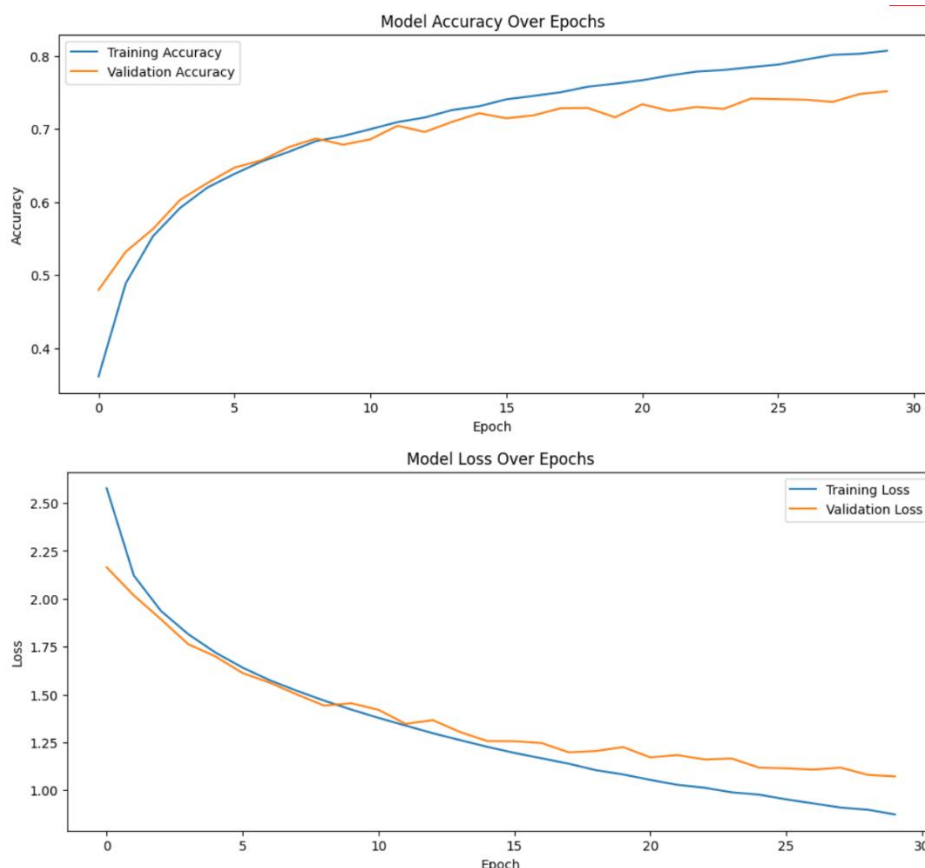 Model Accuracy Over Epochs
Training Accuracy
Validation Accuracy
0.8
0.7
0.6
0.5
0.4
Accuracy
0 5 10 15 20 25 30
Epoch
Model Loss Over Epochs
Training Loss
Validation Loss
2.50
2.25
2.00
1.75
1.50
1.25
1.00
Loss
0 5 10 15 20 25 30
Epoch